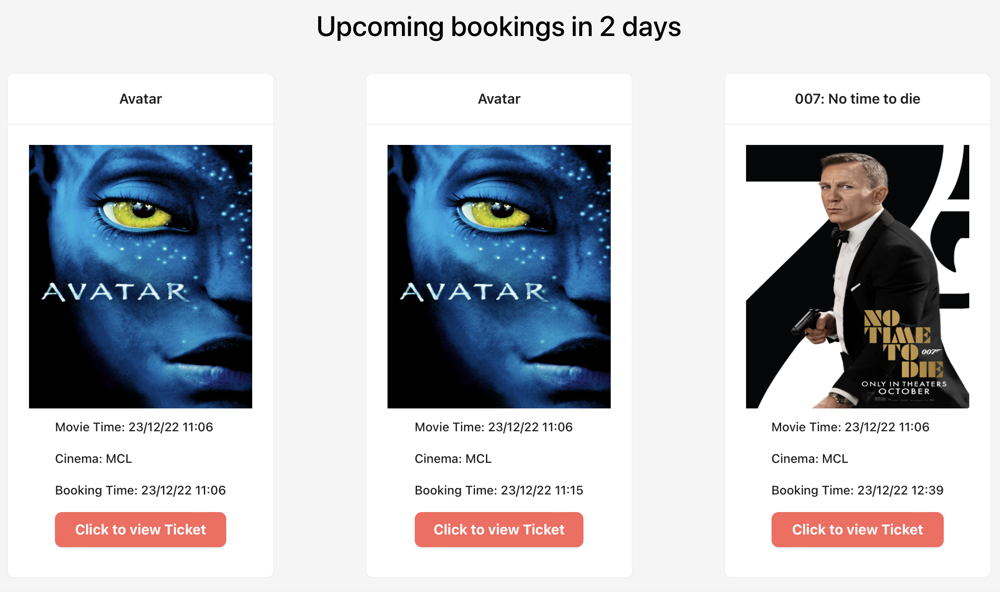 Upcoming bookings in 2 days
Avatar
AVATAR
Movie Time: 23/12/22 11:06
Cinema: MCL
Booking Time: 23/12/22 11:06
Click to view Ticket
Avatar
AVATAR
Movie Time: 23/12/22 11:06
Cinema: MCL
Booking Time: 23/12/22 11:15
Click to view Ticket
007: No time to die
NO
TIME
TO 007
DIE
ONLY IN THEATERS
OCTOBER
Movie Time: 23/12/22 11:06
Cinema: MCL
Booking Time: 23/12/22 12:39
Click to view Ticket